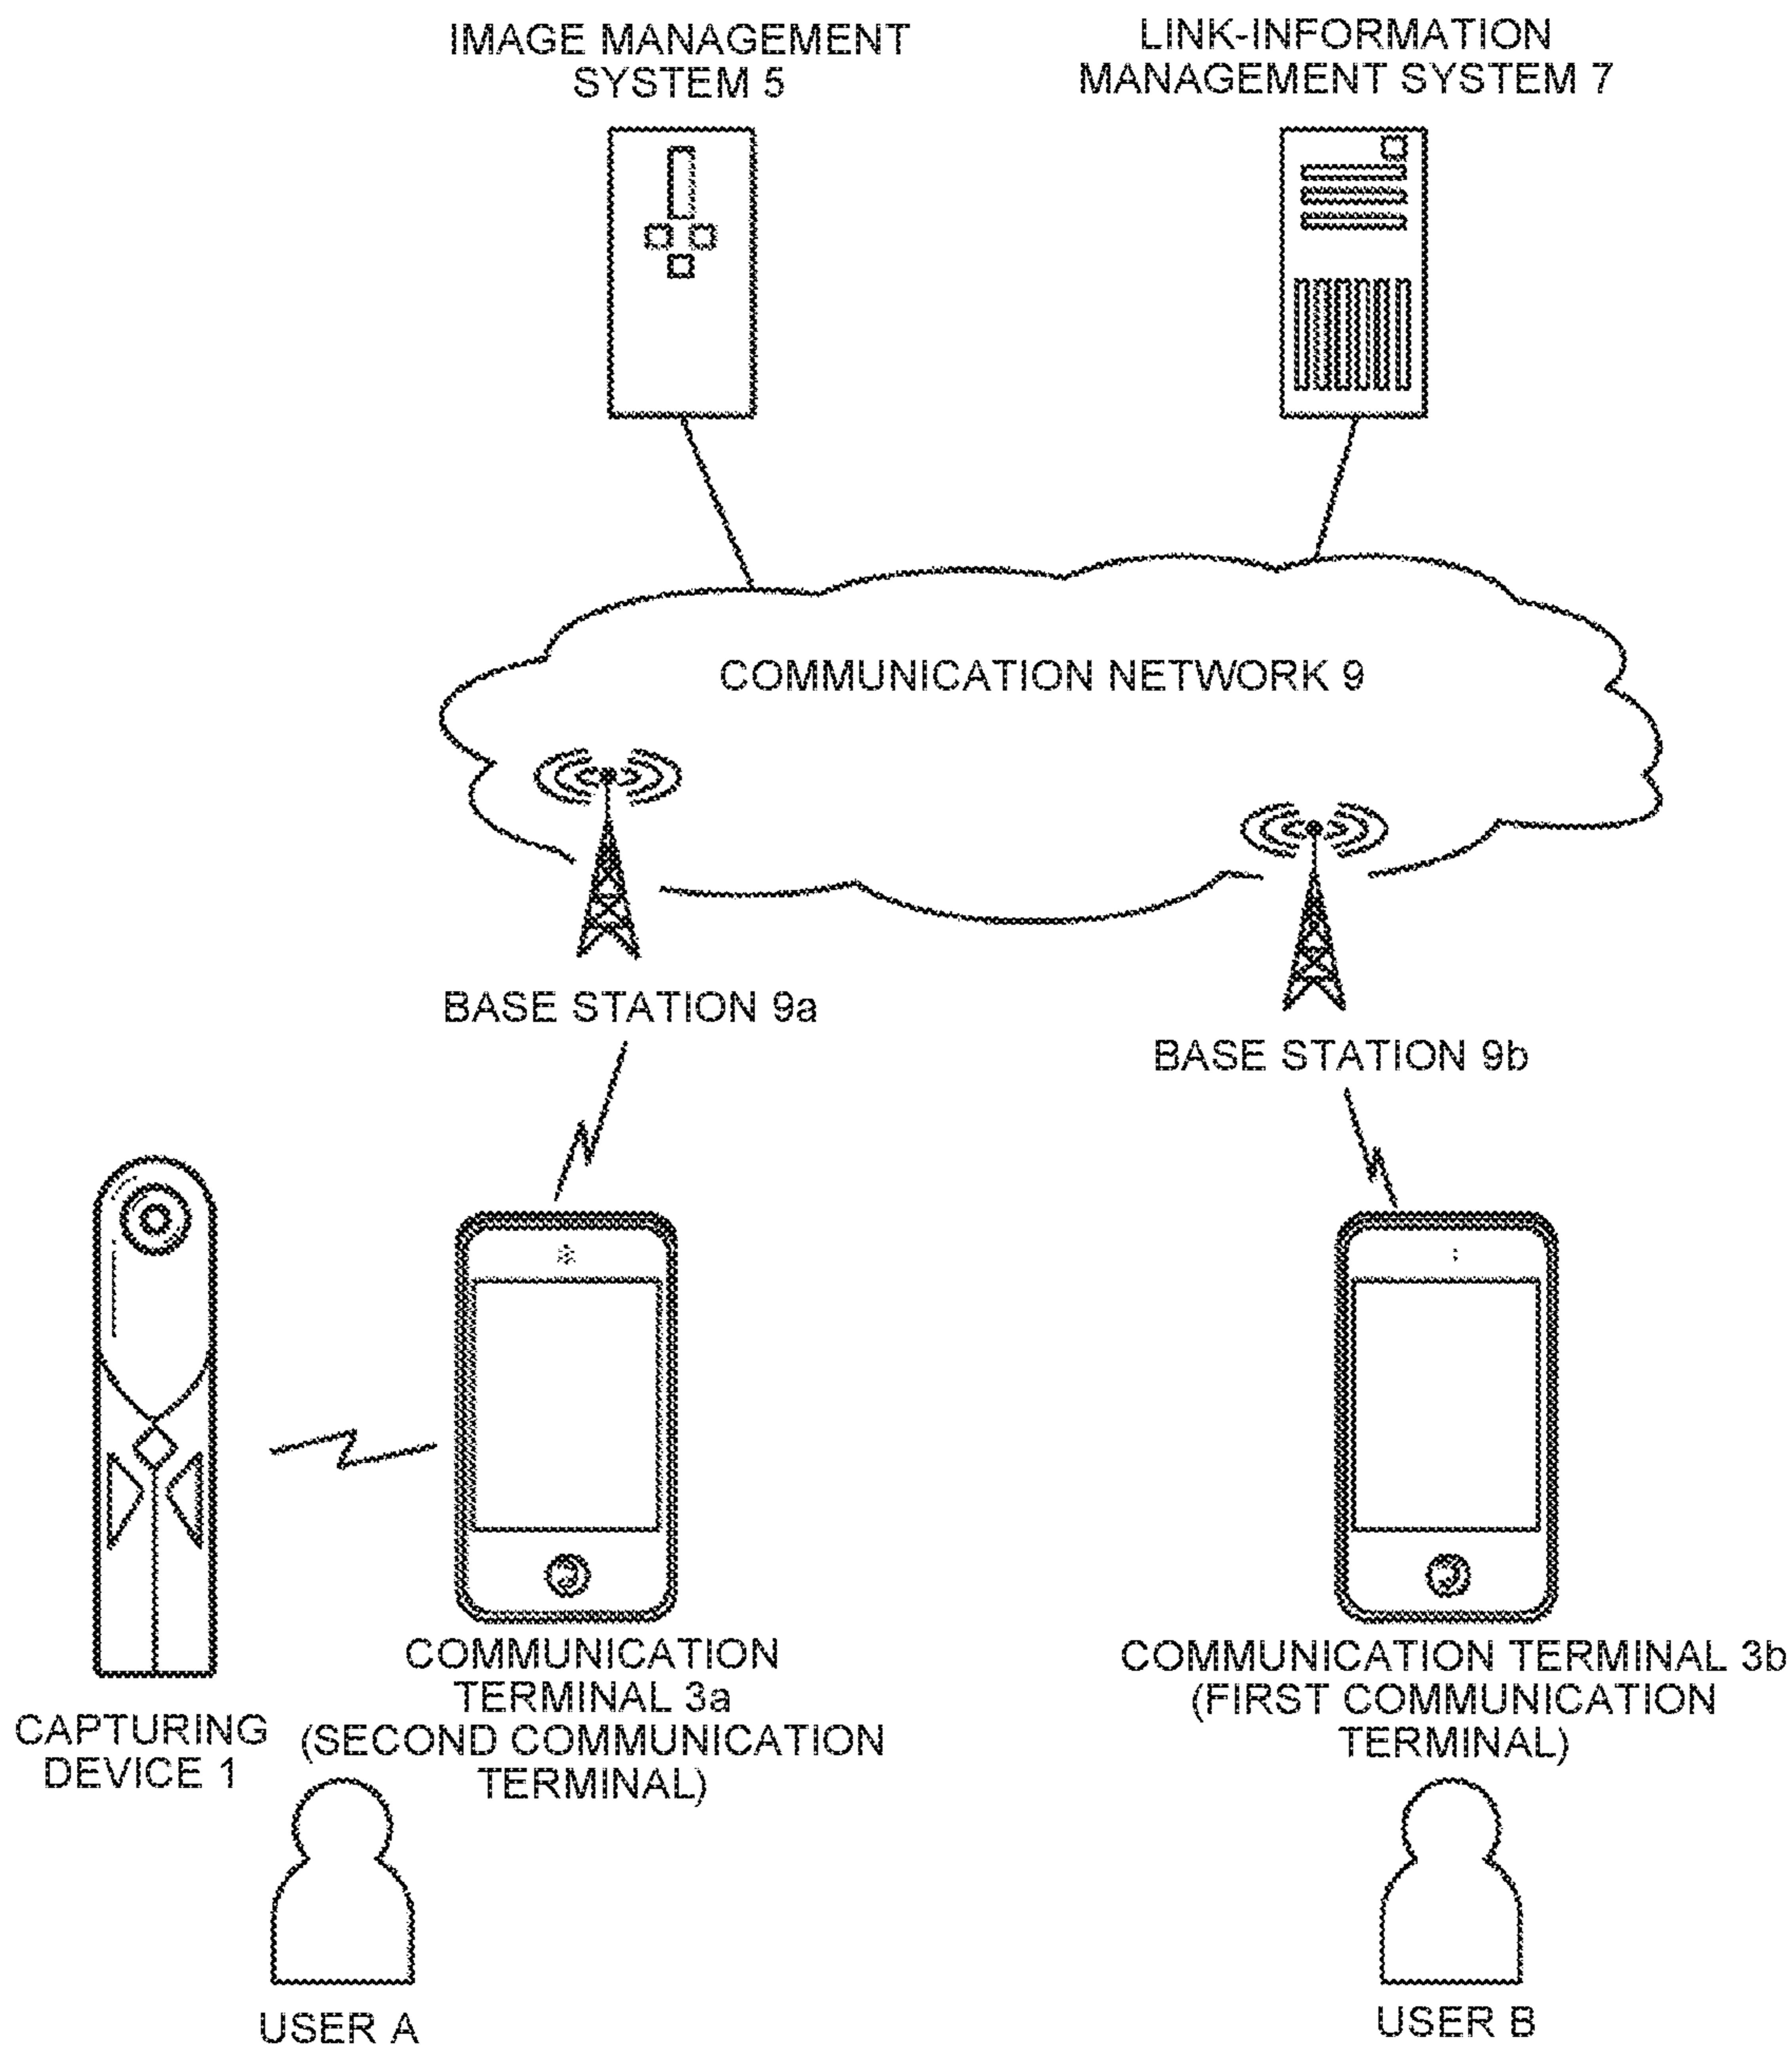 IMAGE MANAGEMENT
SYSTEM 5
LINK-INFORMATION
MANAGEMENT SYSTEM 7
COMMUNICATION NETWORK 9
BASE STATION 9a
BASE STATION 9b
CAPTURING
DEVICE 1
COMMUNICATION
TERMINAL 3a
(SECOND COMMUNICATION
TERMINAL)
COMMUNICATION TERMINAL 3b
(FIRST COMMUNICATION
TERMINAL)
USER A
USER B